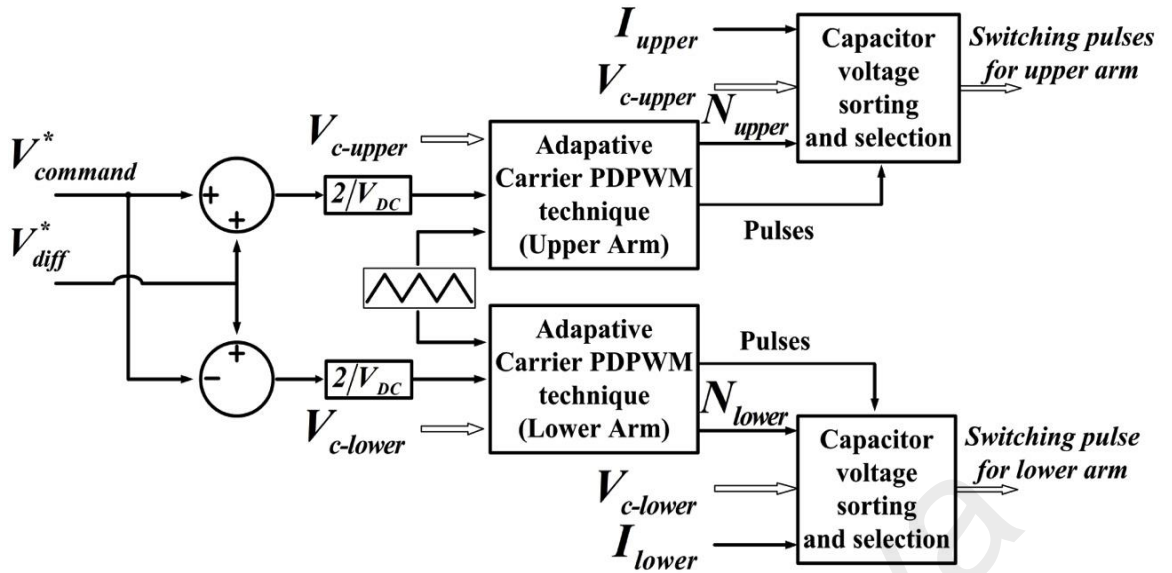 I upper
V c-upper
N upper
Capacitor
voltage
sorting
and selection
Switching pulses
for upper arm
V* command
V* diff
+
+
V c-upper
2/V DC
Adapative
Carrier PDPWM
technique
(Upper Arm)
Pulses
+
−
2/V DC
V c-lower
Adapative
Carrier PDPWM
technique
(Lower Arm)
Pulses
N lower
V c-lower
I lower
Capacitor
voltage
sorting
and selection
Switching pulse
for lower arm